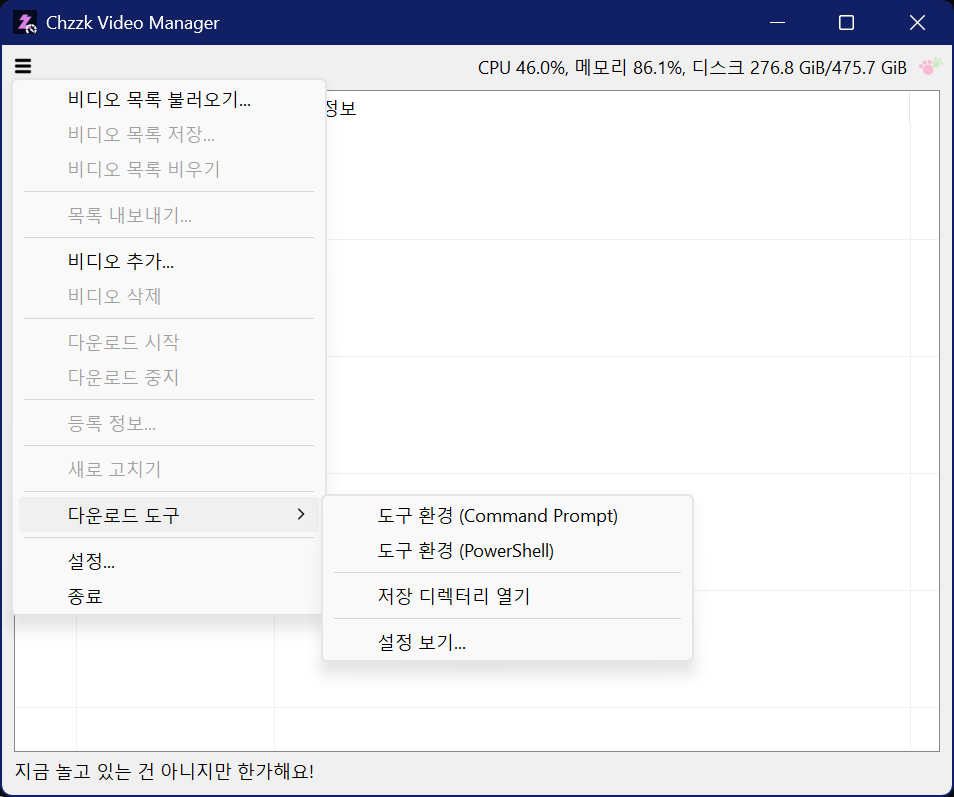 Chzzk Video Manager
CPU 46.0%, 메모리 86.1%, 디스크 276.8 GiB/475.7 GiB
정보
비디오 목록 불러오기...
비디오 목록 저장...
비디오 목록 비우기
목록 내보내기...
비디오 추가...
비디오 삭제
다운로드 시작
다운로드 중지
등록 정보...
새로 고치기
다운로드 도구
설정...
종료
도구 환경 (Command Prompt)
도구 환경 (PowerShell)
저장 디렉터리 열기
설정 보기...
지금 놀고 있는 건 아니지만 한가해요!